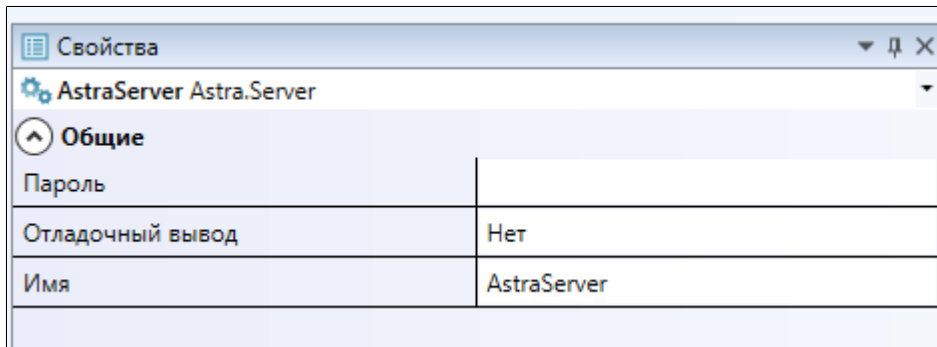 Свойства
AstraServer Astra.Server
Общие
Пароль
Отладочный вывод Нет
Имя AstraServer